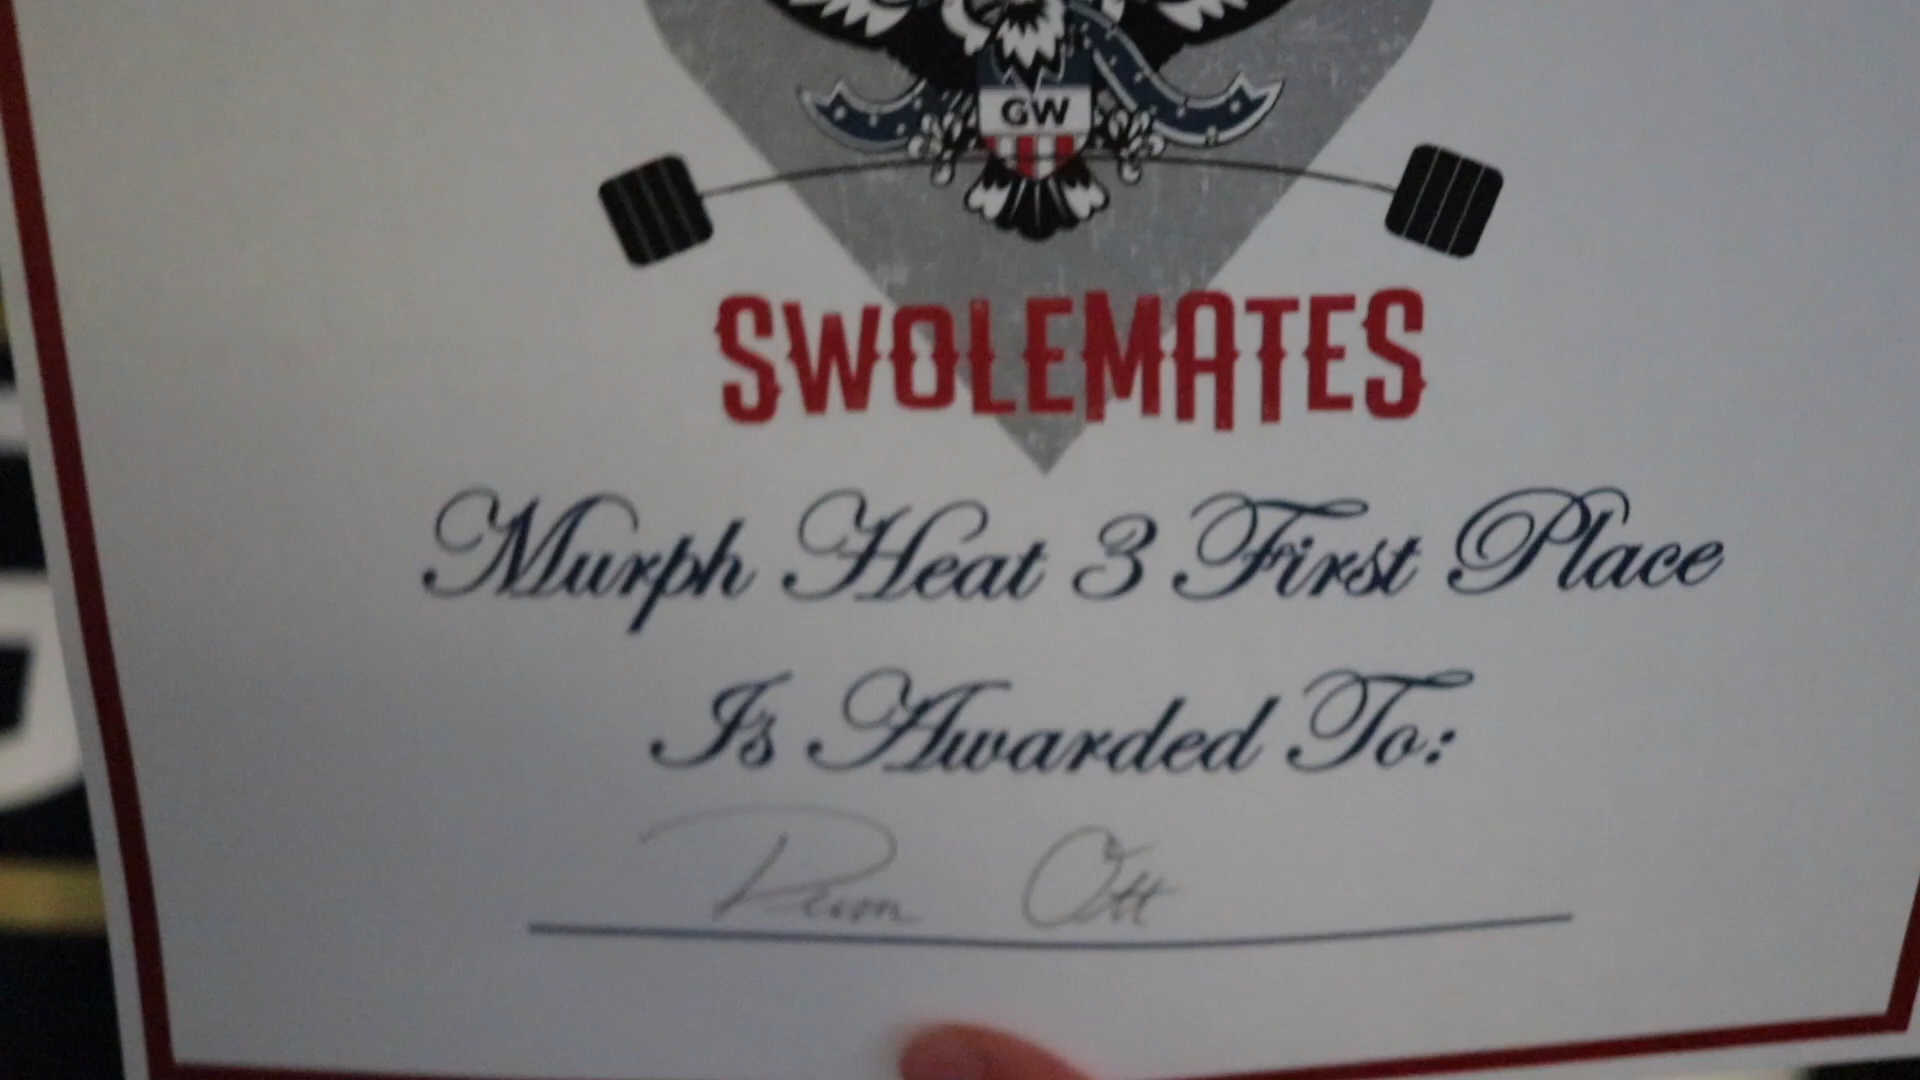 GW
SWOLEMATES
Murph Heat 3 First Place
Is Awarded To:
Ott